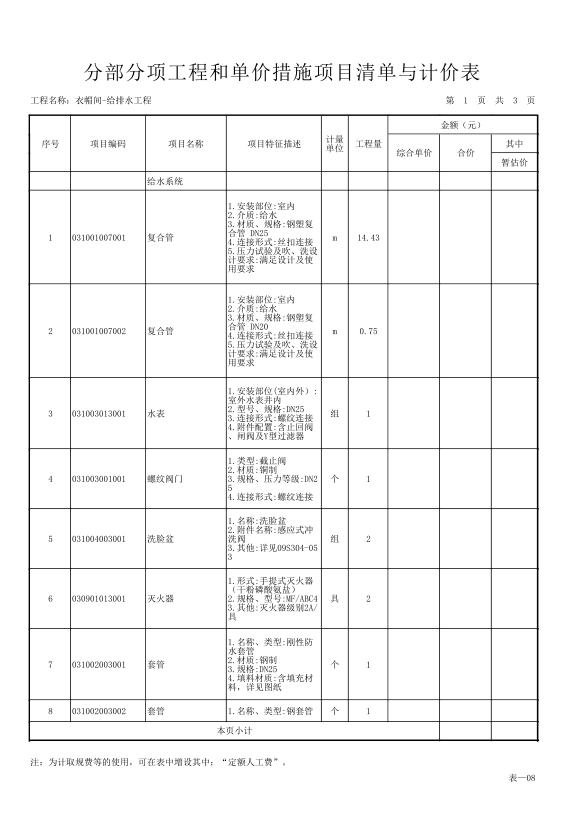 分部分项工程和单价措施项目清单与计价表
工程名称：衣帽间-给排水工程 第 1 页 共 3 页
序号 项目编码 项目名称 项目特征描述 计量单位 工程量 金额（元）
综合单价 合价 其中
暂估价
给水系统
1 031001007001 复合管 1.安装部位:室内
2.介质:给水
3.材质、规格:钢塑复
合管 DN25
4.连接形式:丝扣连接
5.压力试验及吹、洗设
计要求:满足设计及使
用要求
m 14.43
2 031001007002 复合管 1.安装部位:室内
2.介质:给水
3.材质、规格:钢塑复
合管 DN20
4.连接形式:丝扣连接
5.压力试验及吹、洗设
计要求:满足设计及使
用要求
m 0.75
3 031003013001 水表 1.安装部位(室内外）:
室外水表井内
2.型号、规格:DN25
3.连接形式:螺纹连接
4.附件配置:含止回阀
、闸阀及Y型过滤器
组 1
4 031003001001 螺纹阀门 1.类型:截止阀
2.材质:铜制
3.规格、压力等级:DN2
5
4.连接形式:螺纹连接
个 1
5 031004003001 洗脸盆 1.名称:洗脸盆
2.附件名称:感应式冲
洗阀
3.其他:详见09S304-05
3
组 2
6 030901013001 灭火器 1.形式:手提式灭火器
（干粉磷酸氨盐）
2.规格、型号:MF/ABC4
3.其他:灭火器级别2A/
具
具 2
7 031002003001 套管 1.名称、类型:刚性防
水套管
2.材质:钢制
3.规格:DN25
4.填料材质:含填充材
料，详见图纸
个 1
8 031002003002 套管 1.名称、类型:钢套管 个 1
本页小计
注：为计取规费等的使用，可在表中增设其中：“定额人工费”。
表—08